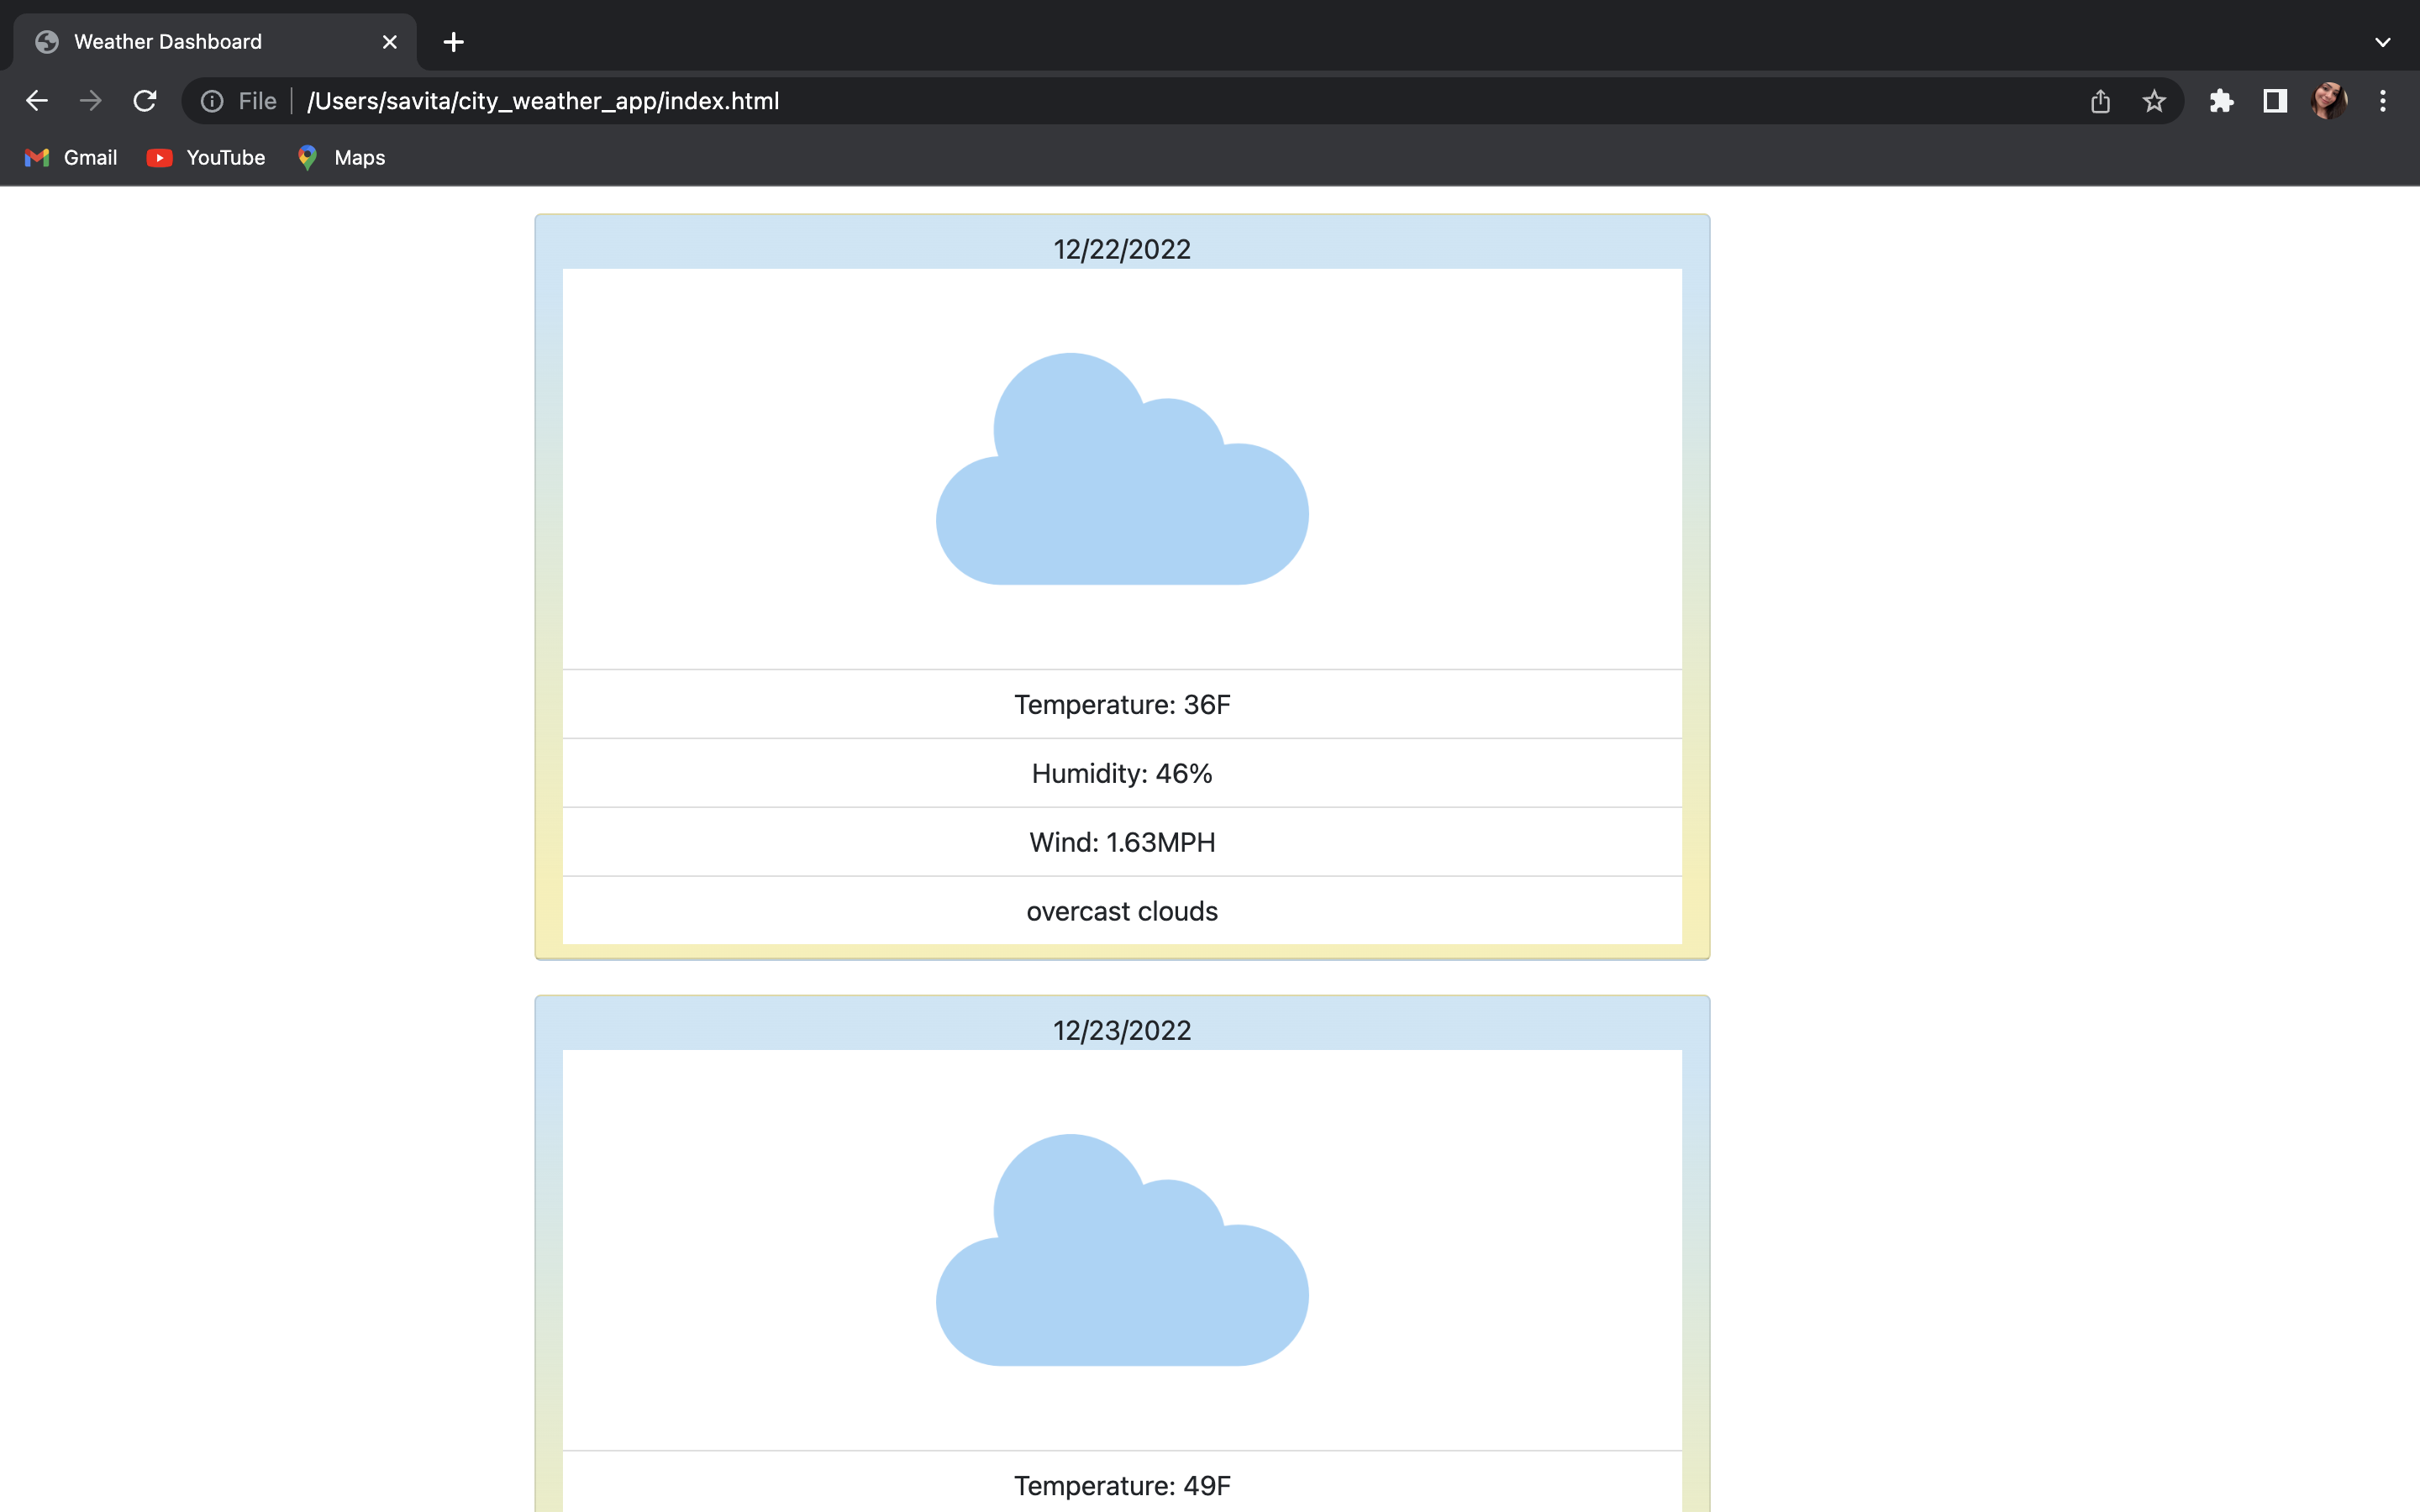 Weather Dashboard
File /Users/savita/city_weather_app/index.html
Gmail YouTube Maps
12/22/2022
Temperature: 36F
Humidity: 46%
Wind: 1.63MPH
overcast clouds
12/23/2022
Temperature: 49F